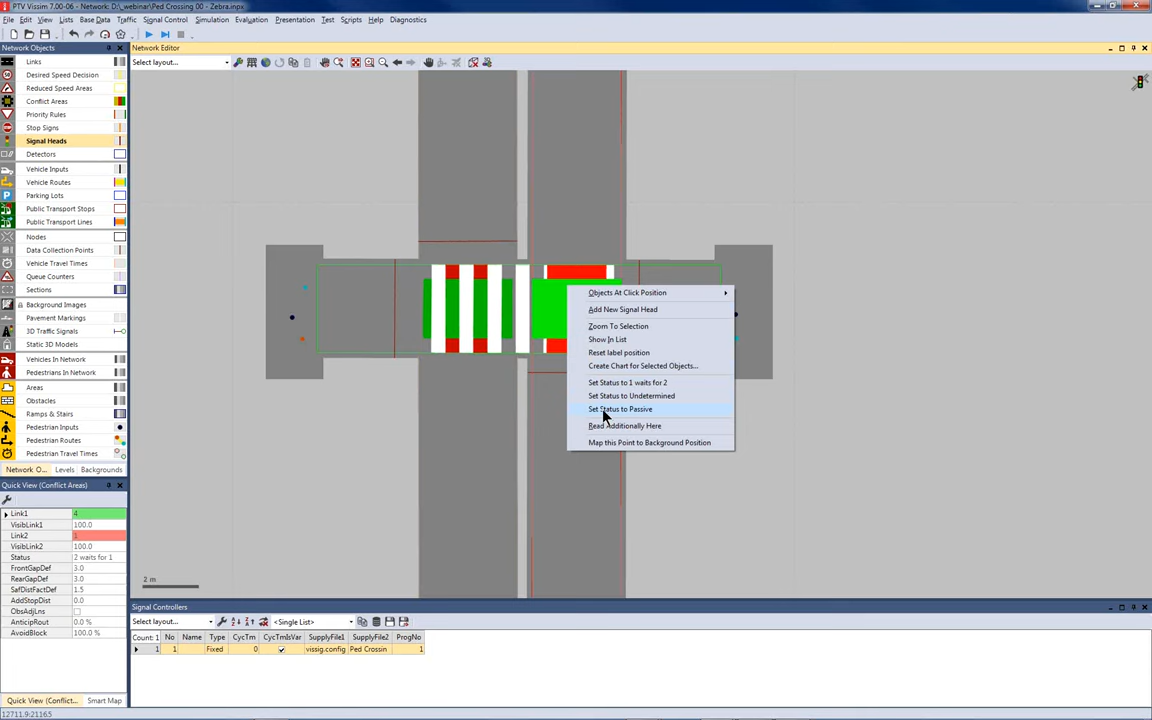 PTV Vissim 7.00-06 - Network: D:\_webinar\Ped Crossing 00 - Zebra.inpx
File Edit View Lists Base Data Traffic Signal Control Simulation Evaluation Presentation Test Scripts Help Diagnostics
Network Objects
Network Editor
Select layout...
Links
Desired Speed Decision
Reduced Speed Areas
Conflict Areas
Priority Rules
Stop Signs
Signal Heads
Detectors
Vehicle Inputs
Vehicle Routes
Parking Lots
Public Transport Stops
Public Transport Lines
Nodes
Data Collection Points
Vehicle Travel Times
Queue Counters
Sections
Background Images
Pavement Markings
3D Traffic Signals
Static 3D Models
Vehicles In Network
Pedestrians In Network
Areas
Obstacles
Ramps & Stairs
Pedestrian Inputs
Pedestrian Routes
Pedestrian Travel Times
Network O... Levels Backgrounds
Objects At Click Position
Add New Signal Head
Zoom To Selection
Show In List
Reset label position
Create Chart for Selected Objects...
Set Status to 1 waits for 2
Set Status to Undetermined
Set Status to Passive
Read Additionally Here
Map this Point to Background Position
2 m
Quick View (Conflict Areas)
Link1 4
VisibLink1 100.0
Link2 1
VisibLink2 100.0
Status 2 waits for 1
FrontGapDef 3.0
RearGapDef 3.0
SafDistFactDef 1.5
AddStopDist 0.0
ObsAdjLns
AnticipRout 0.0 %
AvoidBlock 100.0 %
Quick View (Conflict... Smart Map
Signal Controllers
Select layout... <Single List>
Count: 1 No Name Type CycTm CycTmIsVar SupplyFile1 SupplyFile2 ProgNo
1 1 Fixed 0 vissig.config Ped Crossin 1
12711.9:2116.5